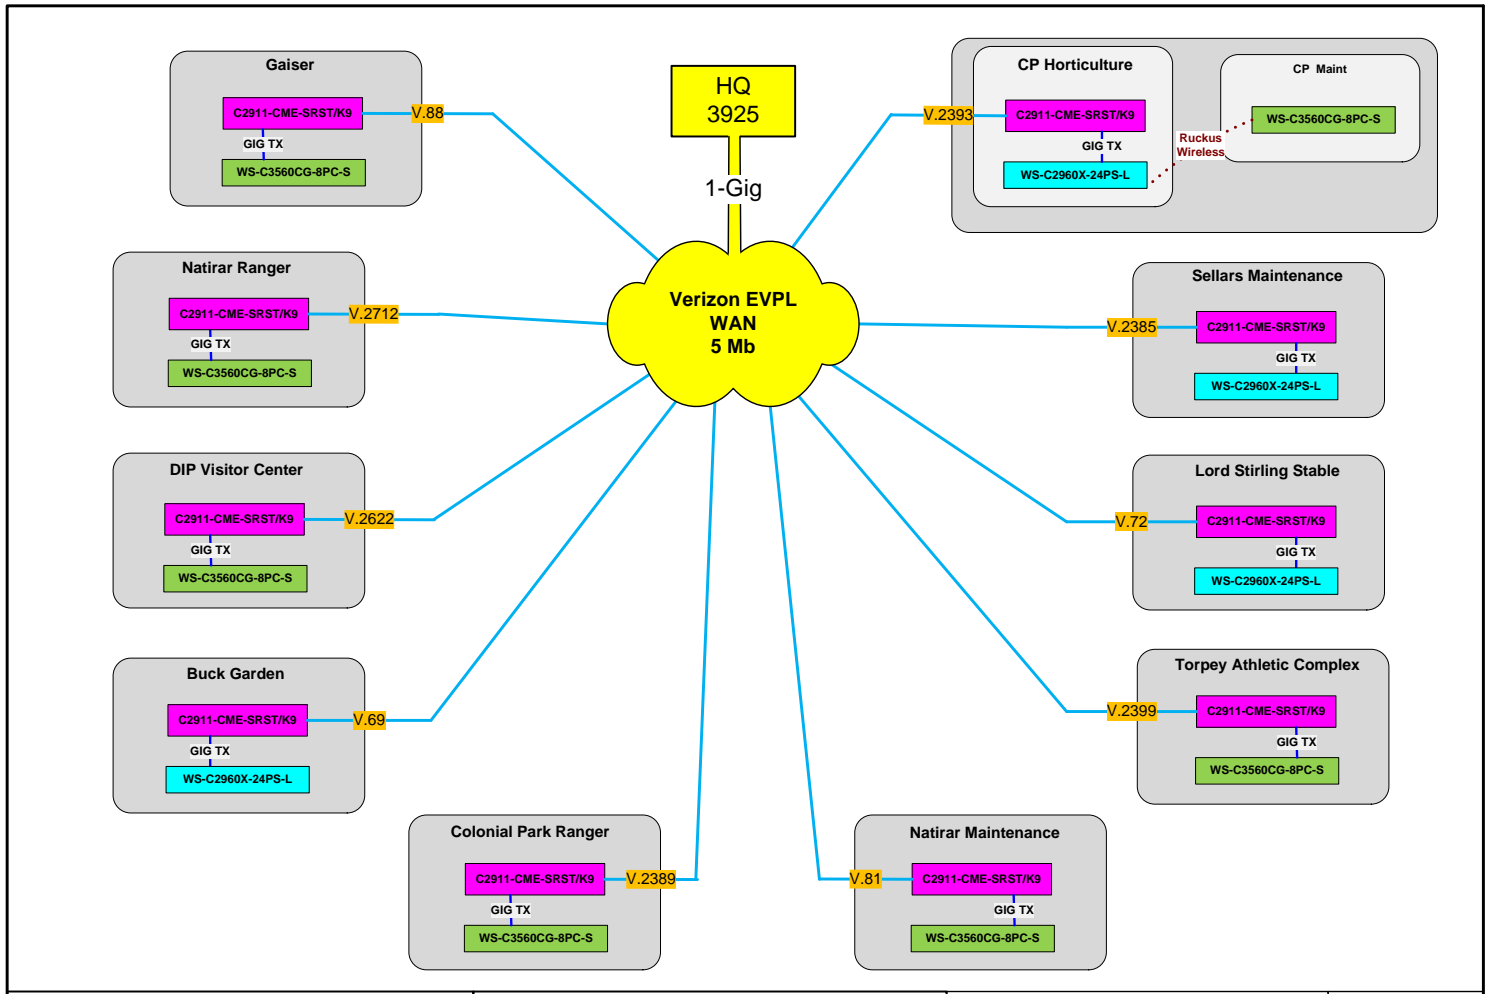 Gaiser
C2911-CME-SRST/K9
V.88
GIG TX
WS-C3560CG-8PC-S
HQ
3925
1-Gig
CP Horticulture
V.2393
C2911-CME-SRST/K9
GIG TX
WS-C2960X-24PS-L
Ruckus
Wireless
CP Maint
WS-C3560CG-8PC-S
Natirar Ranger
C2911-CME-SRST/K9
V.2712
GIG TX
WS-C3560CG-8PC-S
Verizon EVPL
WAN
5 Mb
Sellars Maintenance
V.2385
C2911-CME-SRST/K9
GIG TX
WS-C2960X-24PS-L
DIP Visitor Center
C2911-CME-SRST/K9
V.2622
GIG TX
WS-C3560CG-8PC-S
Lord Stirling Stable
V.72
C2911-CME-SRST/K9
GIG TX
WS-C2960X-24PS-L
Buck Garden
C2911-CME-SRST/K9
V.69
GIG TX
WS-C2960X-24PS-L
Torpey Athletic Complex
V.2399
C2911-CME-SRST/K9
GIG TX
WS-C3560CG-8PC-S
Colonial Park Ranger
C2911-CME-SRST/K9
V.2389
GIG TX
WS-C3560CG-8PC-S
Natirar Maintenance
V.81
C2911-CME-SRST/K9
GIG TX
WS-C3560CG-8PC-S